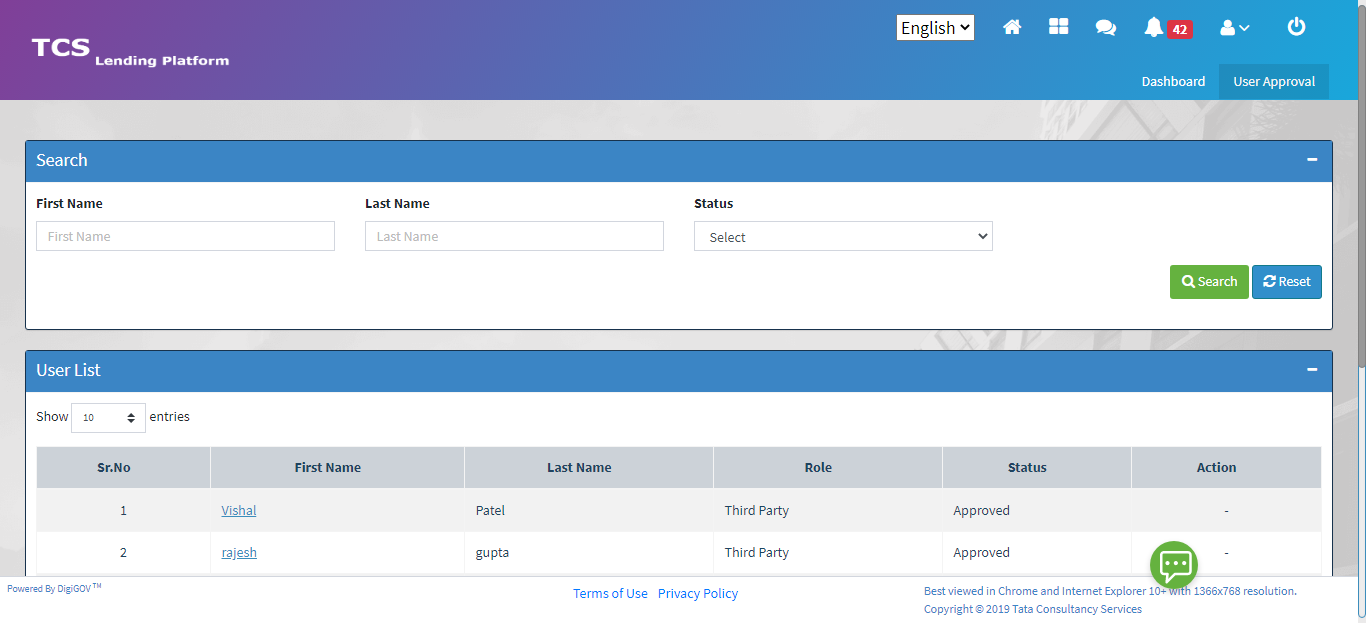 TCS Lending Platform
English
42
Dashboard User Approval
Search
First Name Last Name Status
First Name Last Name Select
Search Reset
User List
Show 10 entries
Sr.No First Name Last Name Role Status Action
1 Vishal Patel Third Party Approved -
2 rajesh gupta Third Party Approved -
Powered By DigiGOV TM
Terms of Use Privacy Policy
Best viewed in Chrome and Internet Explorer 10+ with 1366x768 resolution.
Copyright © 2019 Tata Consultancy Services